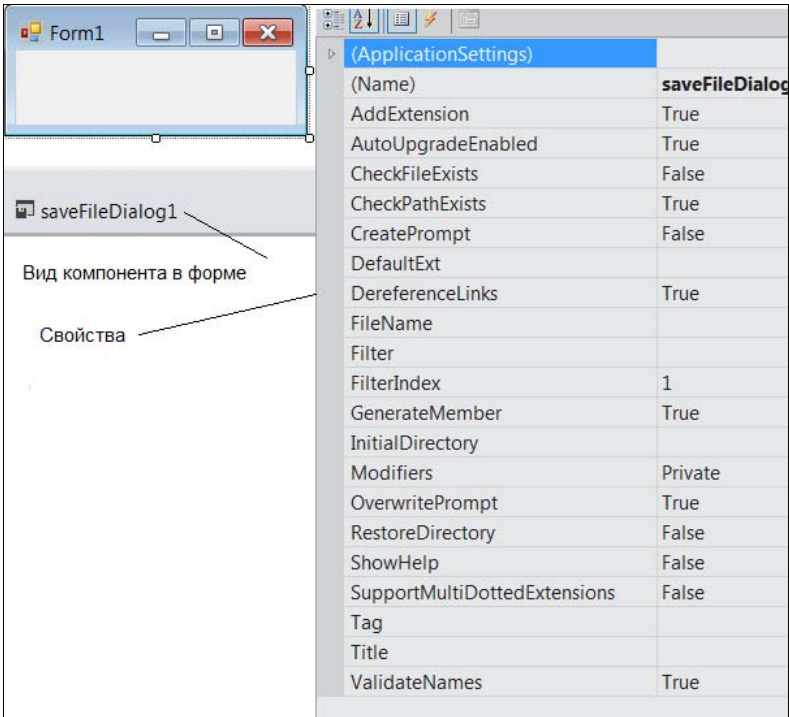 Form1
saveFileDialog1
Вид компонента в форме
Свойства
(ApplicationSettings)
(Name) saveFileDialog
AddExtension True
AutoUpgradeEnabled True
CheckFileExists False
CheckPathExists True
CreatePrompt False
DefaultExt
DereferenceLinks True
FileName
Filter
FilterIndex 1
GenerateMember True
InitialDirectory
Modifiers Private
OverwritePrompt True
RestoreDirectory False
ShowHelp False
SupportMultiDottedExtensions False
Tag
Title
ValidateNames True